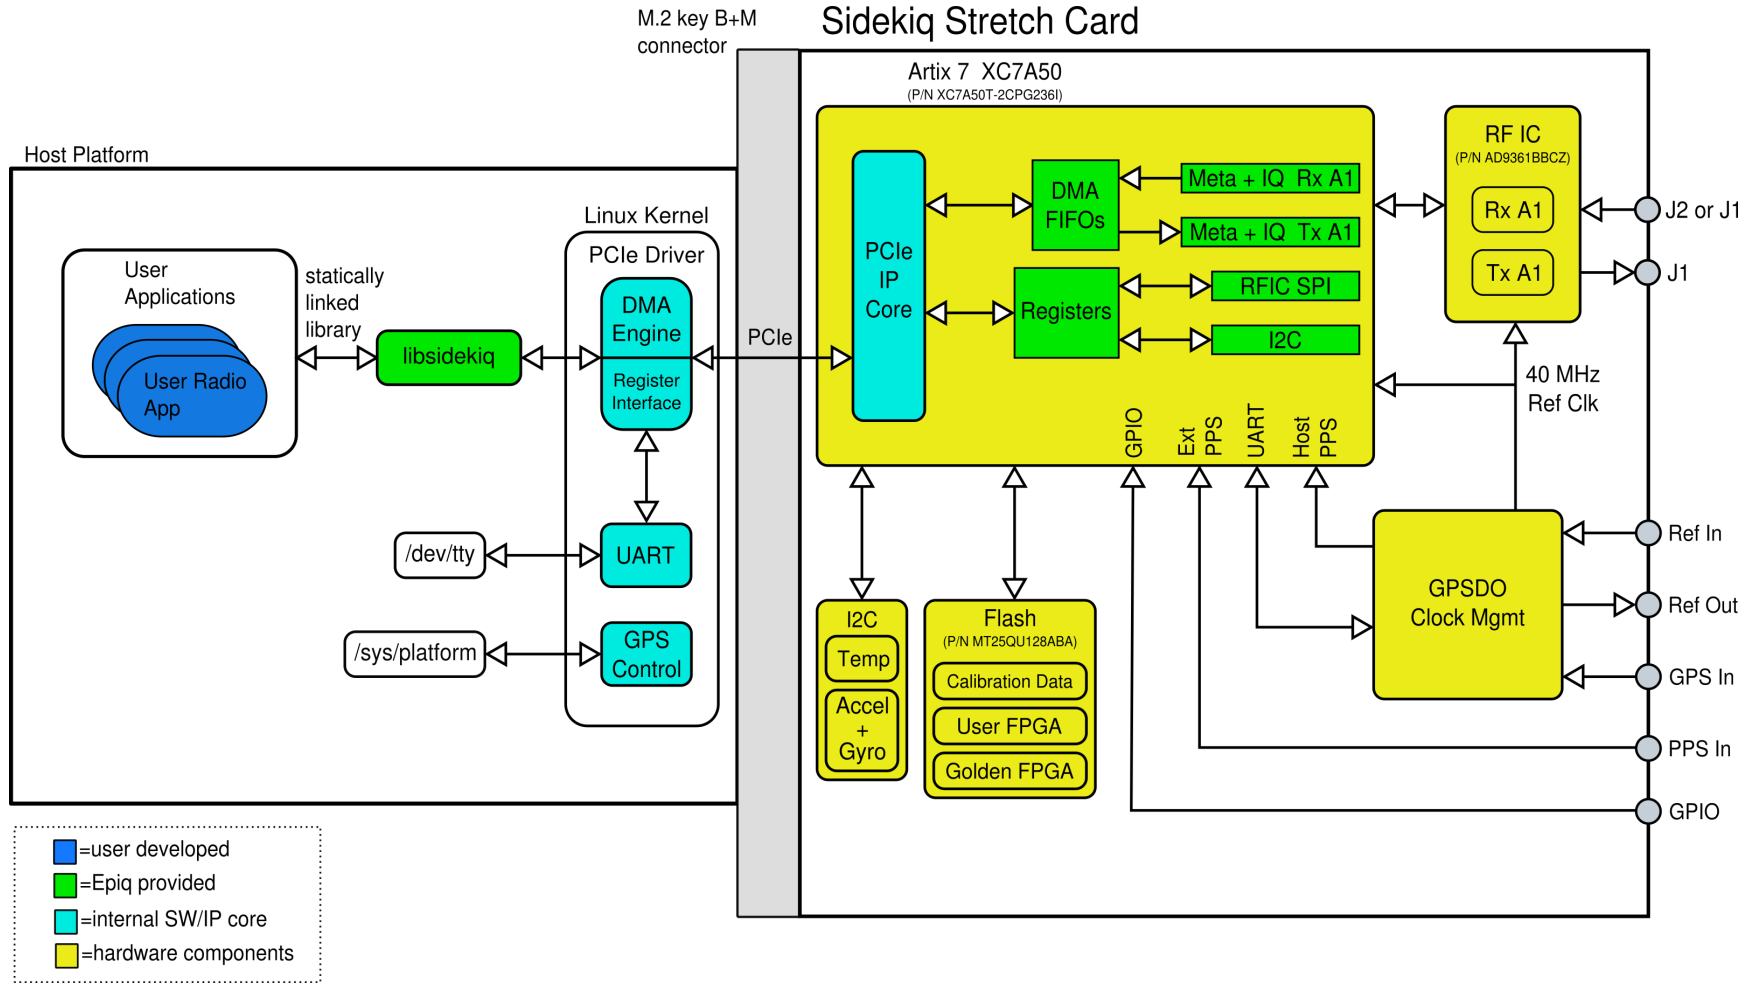 M.2 key B+M
connector
Sidekiq Stretch Card
Host Platform
User
Applications
User Radio
App
statically
linked
library
libsidekiq
Linux Kernel
PCIe Driver
DMA
Engine
Register
Interface
UART
GPS
Control
/dev/tty
/sys/platform
PCIe
Artix 7  XC7A50
(P/N XC7A50T-2CPG236I)
PCIe
IP
Core
DMA
FIFOs
Meta + IQ  Rx A1
Meta + IQ  Tx A1
Registers
RFIC SPI
I2C
GPIO
Ext
PPS
UART
Host
PPS
RF IC
(P/N AD9361BBCZ)
Rx A1
Tx A1
J2 or J1
J1
40 MHz
Ref Clk
I2C
Temp
Accel
+
Gyro
Flash
(P/N MT25QU128ABA)
Calibration Data
User FPGA
Golden FPGA
GPSDO
Clock Mgmt
Ref In
Ref Out
GPS In
PPS In
GPIO
=user developed
=Epiq provided
=internal SW/IP core
=hardware components